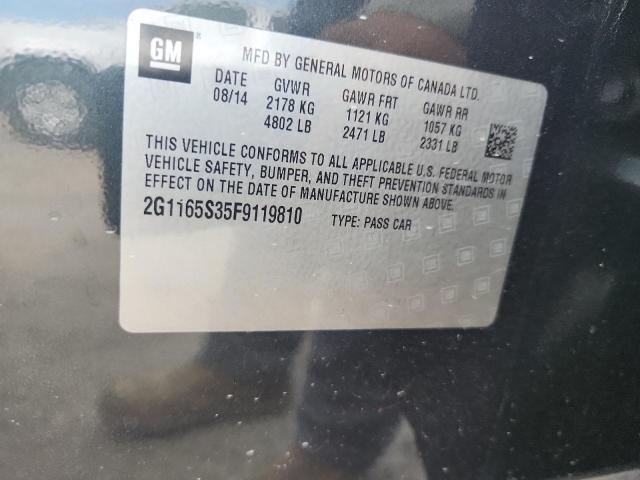 GM
MFD BY GENERAL MOTORS OF CANADA LTD.
DATE GVWR GAWR FRT GAWR RR
08/14 2178 KG 1121 KG 1057 KG
4802 LB 2471 LB 2331 LB
THIS VEHICLE CONFORMS TO ALL APPLICABLE U.S. FEDERAL MOTOR
VEHICLE SAFETY, BUMPER, AND THEFT PREVENTION STANDARDS IN
EFFECT ON THE DATE OF MANUFACTURE SHOWN ABOVE.
2G1165S35F9119810 TYPE: PASS CAR